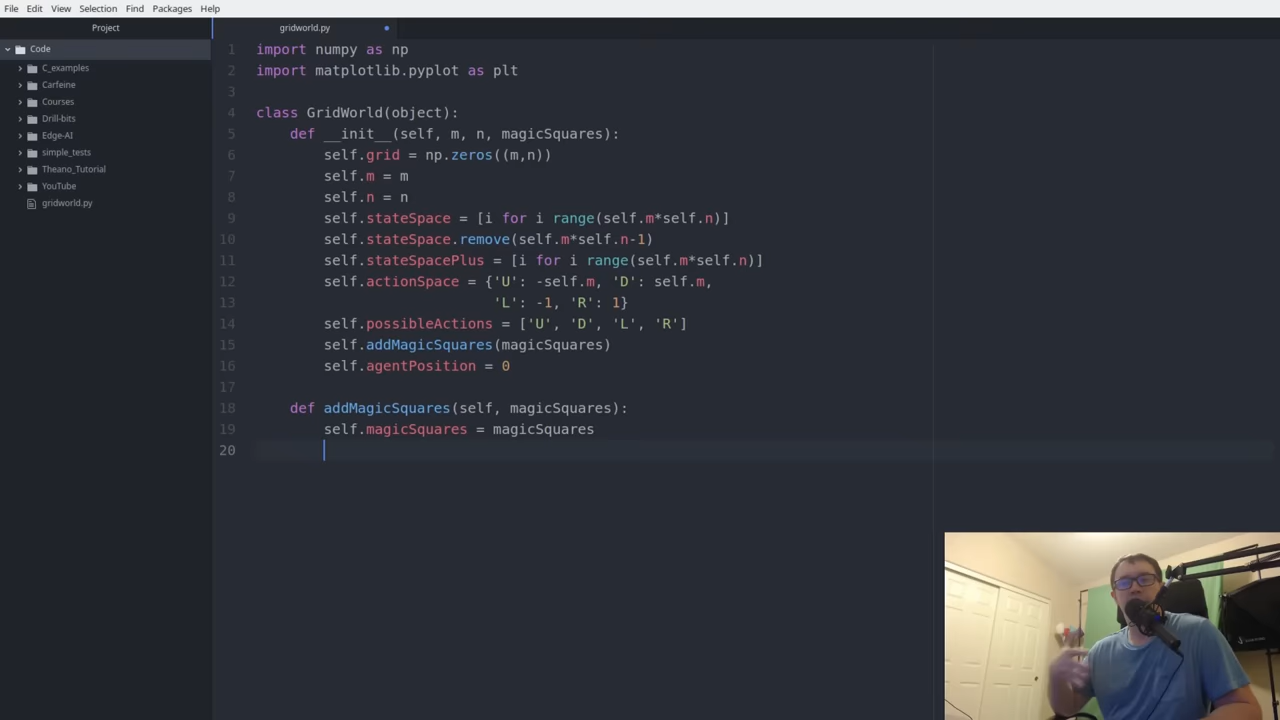 File Edit View Selection Find Packages Help
Project
gridworld.py
Code
C_examples
Carfeine
Courses
Drill-bits
Edge-AI
simple_tests
Theano_Tutorial
YouTube
gridworld.py
1 import numpy as np
2 import matplotlib.pyplot as plt
3
4 class GridWorld(object):
5     def __init__(self, m, n, magicSquares):
6         self.grid = np.zeros((m,n))
7         self.m = m
8         self.n = n
9         self.stateSpace = [i for i range(self.m*self.n)]
10         self.stateSpace.remove(self.m*self.n-1)
11         self.stateSpacePlus = [i for i range(self.m*self.n)]
12         self.actionSpace = {'U': -self.m, 'D': self.m,
13                             'L': -1, 'R': 1}
14         self.possibleActions = ['U', 'D', 'L', 'R']
15         self.addMagicSquares(magicSquares)
16         self.agentPosition = 0
17
18     def addMagicSquares(self, magicSquares):
19         self.magicSquares = magicSquares
20